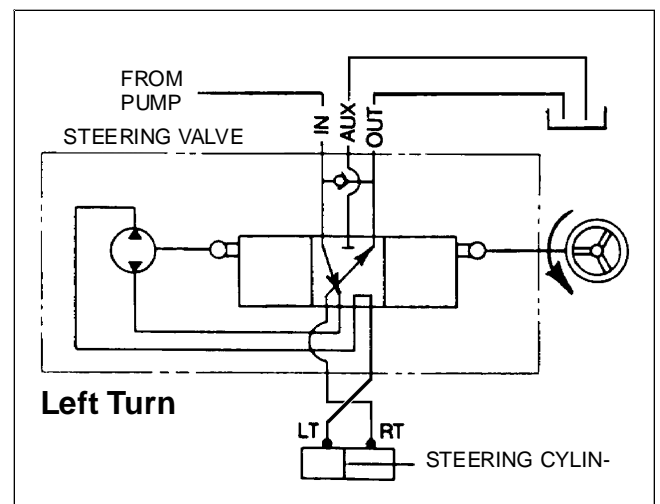 FROM
PUMP
IN
AUX
OUT
STEERING VALVE
Left Turn
LT
RT
STEERING CYLIN-